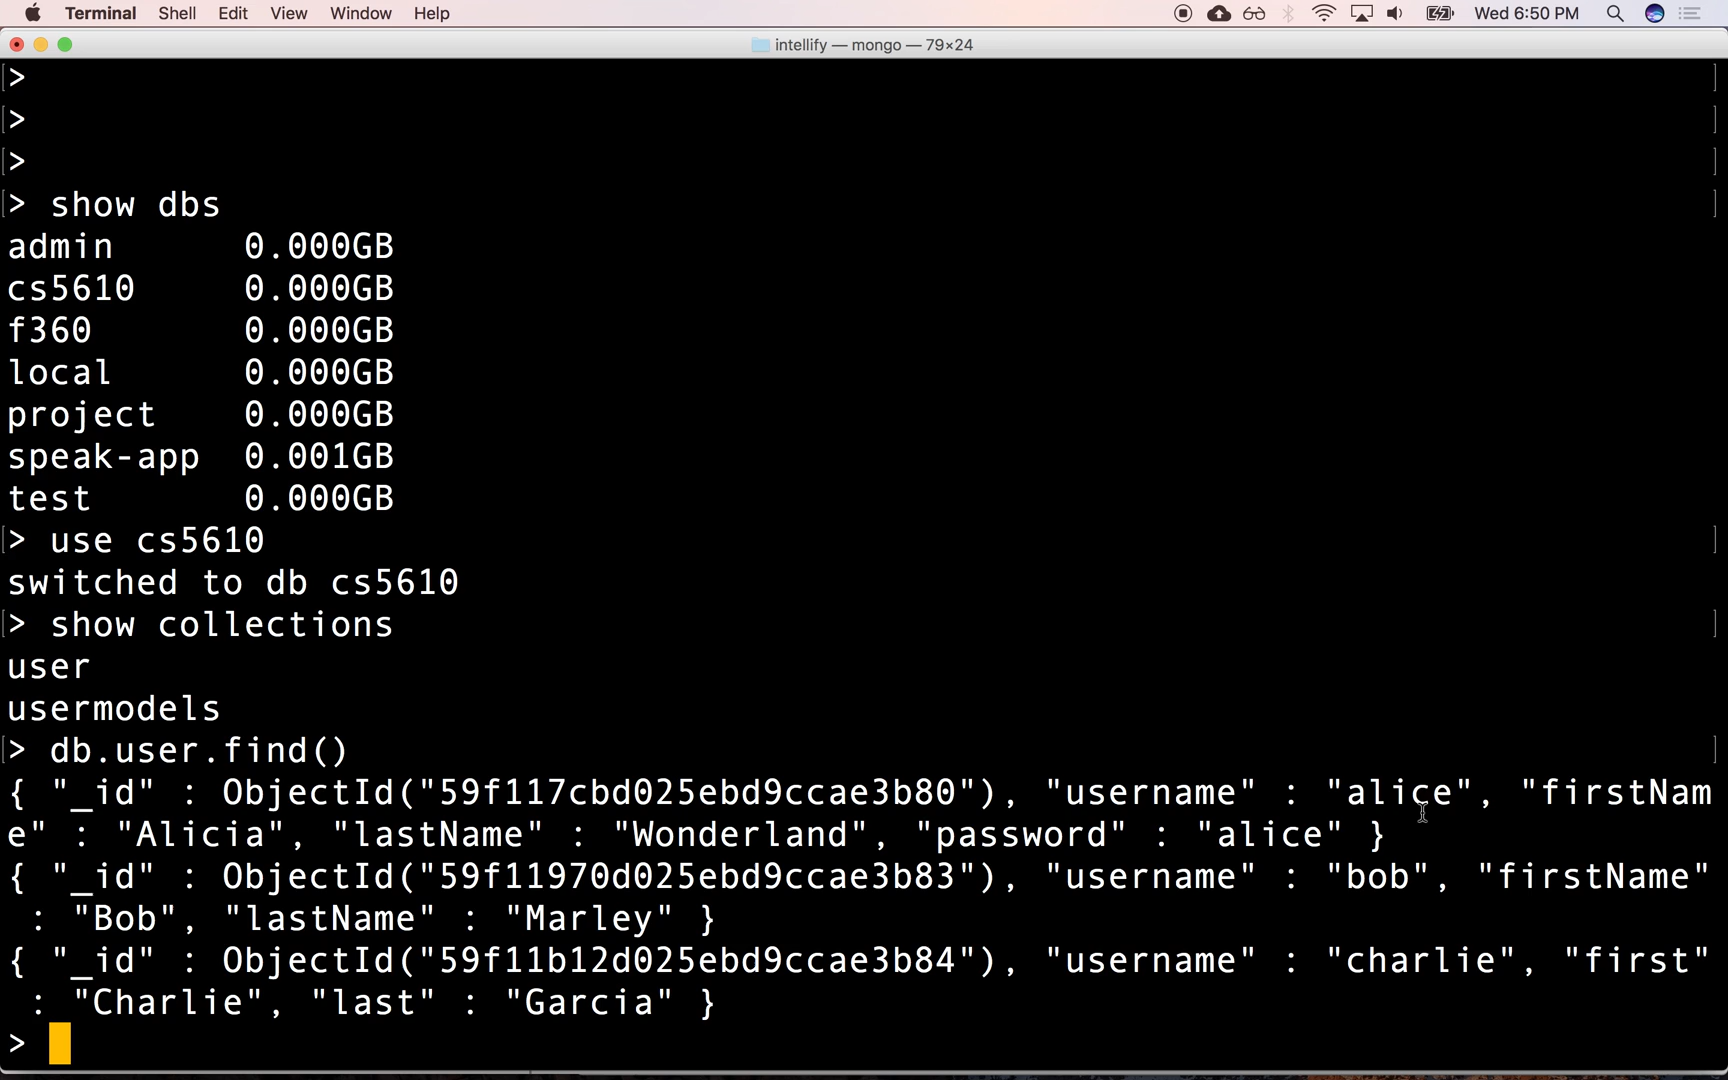 Terminal Shell Edit View Window Help Wed 6:50 PM
intellify — mongo — 79×24
>
>
>
> show dbs
admin 0.000GB
cs5610 0.000GB
f360 0.000GB
local 0.000GB
project 0.000GB
speak-app 0.001GB
test 0.000GB
> use cs5610
switched to db cs5610
> show collections
user
usermodels
> db.user.find()
{ "_id" : ObjectId("59f117cbd025ebd9ccae3b80"), "username" : "alice", "firstNam
e" : "Alicia", "lastName" : "Wonderland", "password" : "alice" }
{ "_id" : ObjectId("59f11970d025ebd9ccae3b83"), "username" : "bob", "firstName"
 : "Bob", "lastName" : "Marley" }
{ "_id" : ObjectId("59f11b12d025ebd9ccae3b84"), "username" : "charlie", "first"
 : "Charlie", "last" : "Garcia" }
>